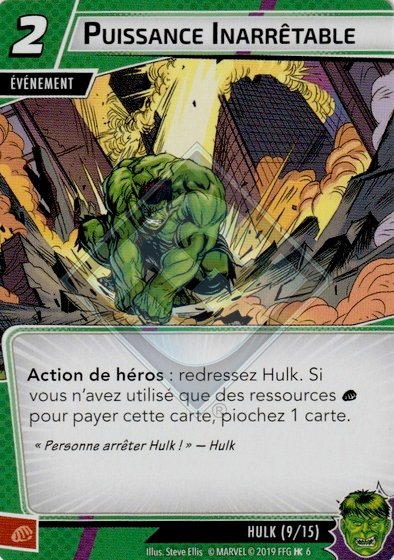 2
PUISSANCE INARRÊTABLE
ÉVÉNEMENT
Action de héros : redressez Hulk. Si
vous n'avez utilisé que des ressources
pour payer cette carte, piochez 1 carte.
« Personne arrêter Hulk ! » — Hulk
®
HULK (9/15)
Illus. Steve Ellis © MARVEL © 2019 FFG HK 6